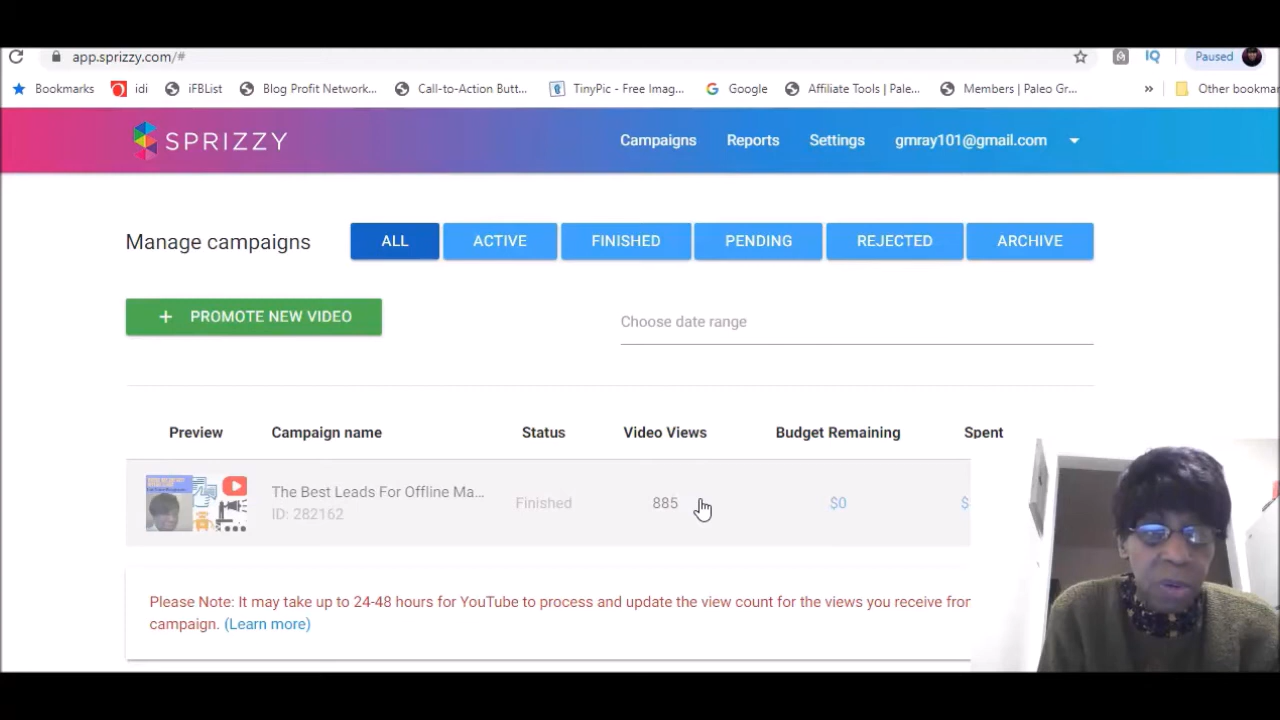 app.sprizzy.com/#
Paused
Bookmarks idi iFBList Blog Profit Network... Call-to-Action Butt... TinyPic - Free Imag... Google Affiliate Tools | Pale... Members | Paleo Gr... » Other bookmar
SPRIZZY Campaigns Reports Settings gmray101@gmail.com
Manage campaigns ALL ACTIVE FINISHED PENDING REJECTED ARCHIVE
+ PROMOTE NEW VIDEO Choose date range
Preview Campaign name Status Video Views Budget Remaining Spent
The Best Leads For Offline Ma... Finished 885 $0 $
ID: 282162
Please Note: It may take up to 24-48 hours for YouTube to process and update the view count for the views you receive from
campaign. (Learn more)